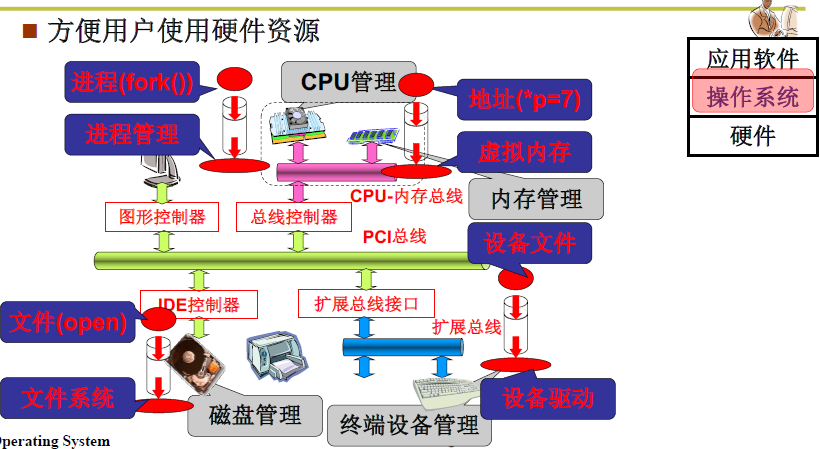 方便用户使用硬件资源
应用软件
操作系统
硬件
进程(fork())
CPU管理
地址(*p=7)
进程管理
虚拟内存
CPU-内存总线
内存管理
图形控制器
总线控制器
PCI总线
设备文件
IDE控制器
扩展总线接口
文件(open)
扩展总线
文件系统
磁盘管理
终端设备管理
设备驱动
Operating System